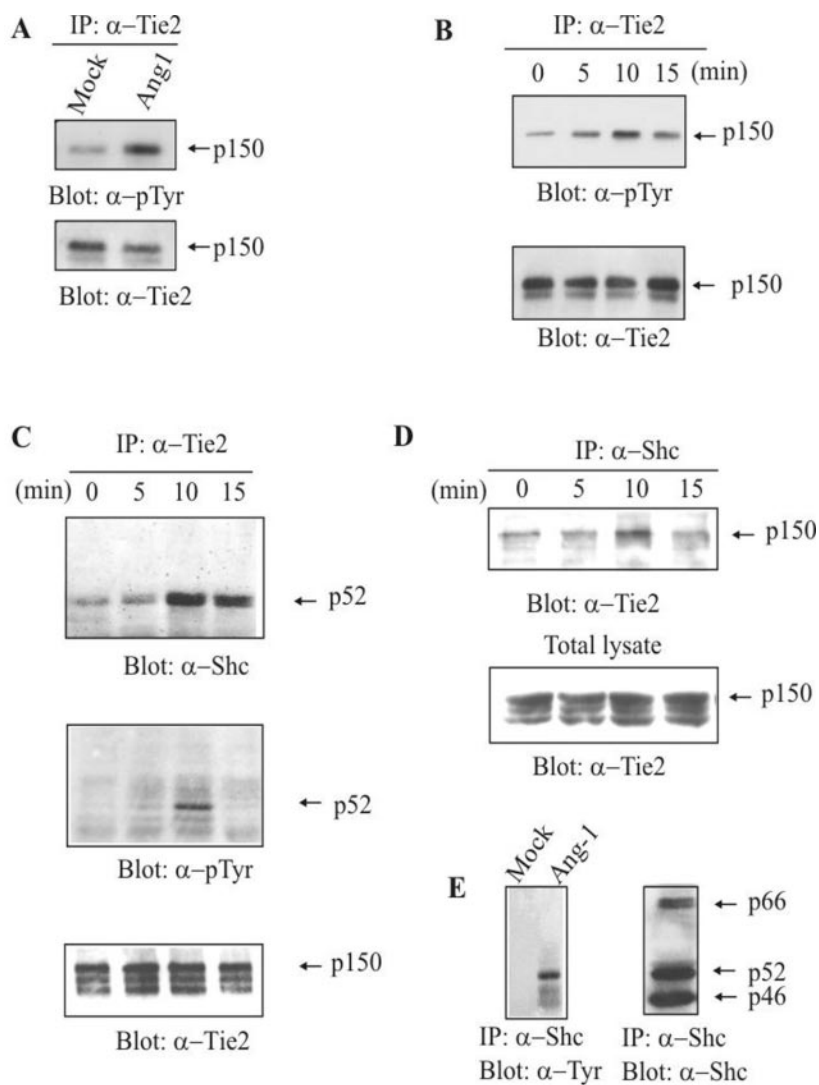 A
IP: α–Tie2
Mock Ang1
←p150
Blot: α–pTyr
←p150
Blot: α–Tie2
B
IP: α–Tie2
0 5 10 15 (min)
← p150
Blot: α–pTyr
← p150
Blot: α–Tie2
C
IP: α–Tie2
(min) 0 5 10 15
← p52
Blot: α–Shc
← p52
Blot: α–pTyr
← p150
Blot: α–Tie2
D
IP: α–Shc
(min) 0 5 10 15
← p150
Blot: α–Tie2
Total lysate
← p150
Blot: α–Tie2
E
Mock Ang-1
IP: α–Shc
Blot: α–Tyr
← p66
← p52
← p46
IP: α–Shc
Blot: α–Shc